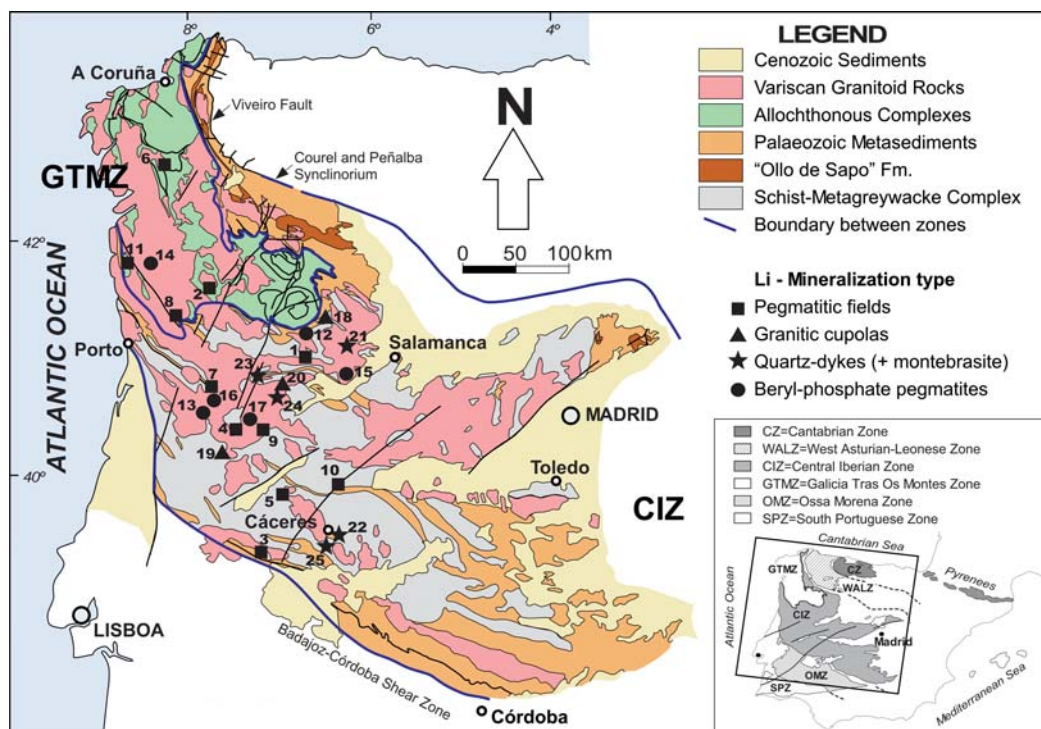 8º
6º
4º
A Coruña
Viveiro Fault
Courel and Peñalba
Synclinorium
N
GTMZ
6
0 50 100 km
42
ATLANTIC OCEAN
11
14
2
8
18
12
21
1
Porto
Salamanca
23
20
15
7
16
24
13
17
4
9
MADRID
19
40
10
Toledo
5
CIZ
Cáceres
22
3
25
LISBOA
Badajoz-Córdoba Shear Zone
Córdoba
LEGEND
Cenozoic Sediments
Variscan Granitoid Rocks
Allochthonous Complexes
Palaeozoic Metasediments
"Ollo de Sapo" Fm.
Schist-Metagreywacke Complex
Boundary between zones
Li - Mineralization type
Pegmatitic fields
Granitic cupolas
Quartz-dykes (+ montebrasite)
Beryl-phosphate pegmatites
CZ=Cantabrian Zone
WALZ=West Asturian-Leonese Zone
CIZ=Central Iberian Zone
GTMZ=Galicia Tras Os Montes Zone
OMZ=Ossa Morena Zone
SPZ=South Portuguese Zone
Cantabrian Sea
GTMZ
CZ
WALZ
Pyrenees
Atlantic Ocean
CIZ
Madrid
OMZ
SPZ
Mediterranean Sea